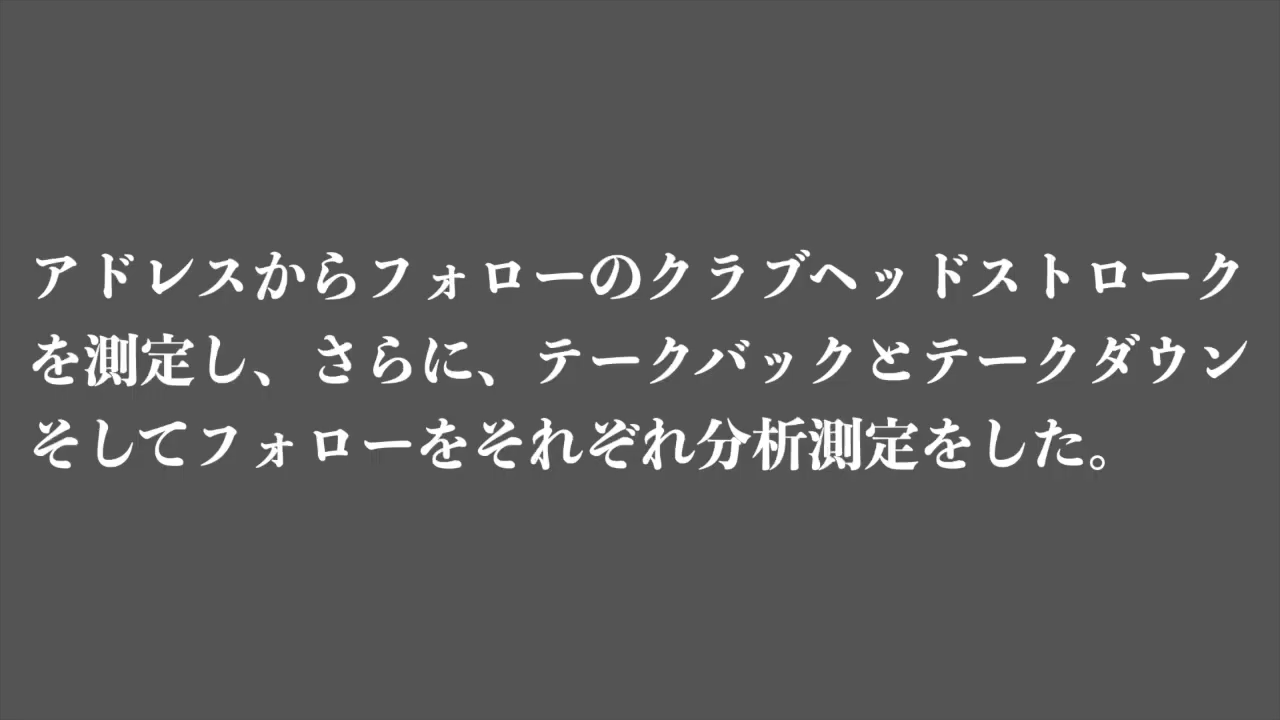 アドレスからフォローのクラブヘッドストローク
を測定し、さらに、テークバックとテークダウン
そしてフォローをそれぞれ分析測定をした。